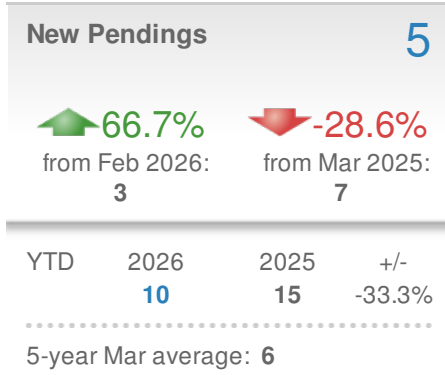 New Pendings 5
66.7% -28.6%
from Feb 2026: from Mar 2025:
3 7
YTD 2026 2025 +/-
10 15 -33.3%
5-year Mar average: 6